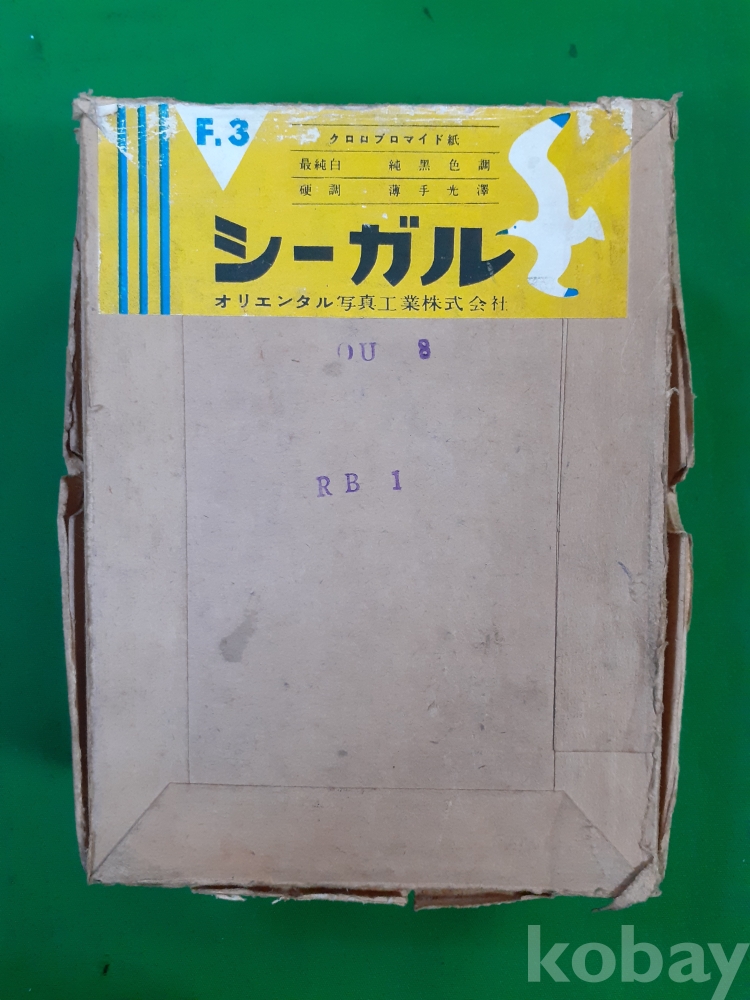 F.3
クロロブロマイド紙
最純白 純黒色調
硬調 薄手光澤
シーガル
オリエンタル写真工業株式会社
OU 8
RB 1
kobay